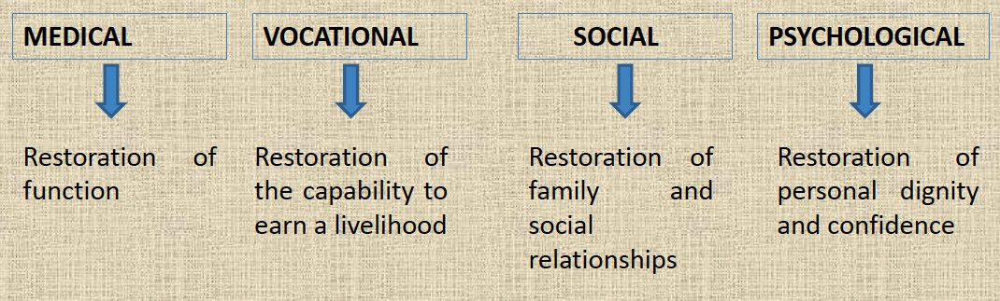 MEDICAL
Restoration of
function
VOCATIONAL
Restoration of
the capability to
earn a livelihood
SOCIAL
Restoration of
family and
social
relationships
PSYCHOLOGICAL
Restoration of
personal dignity
and confidence